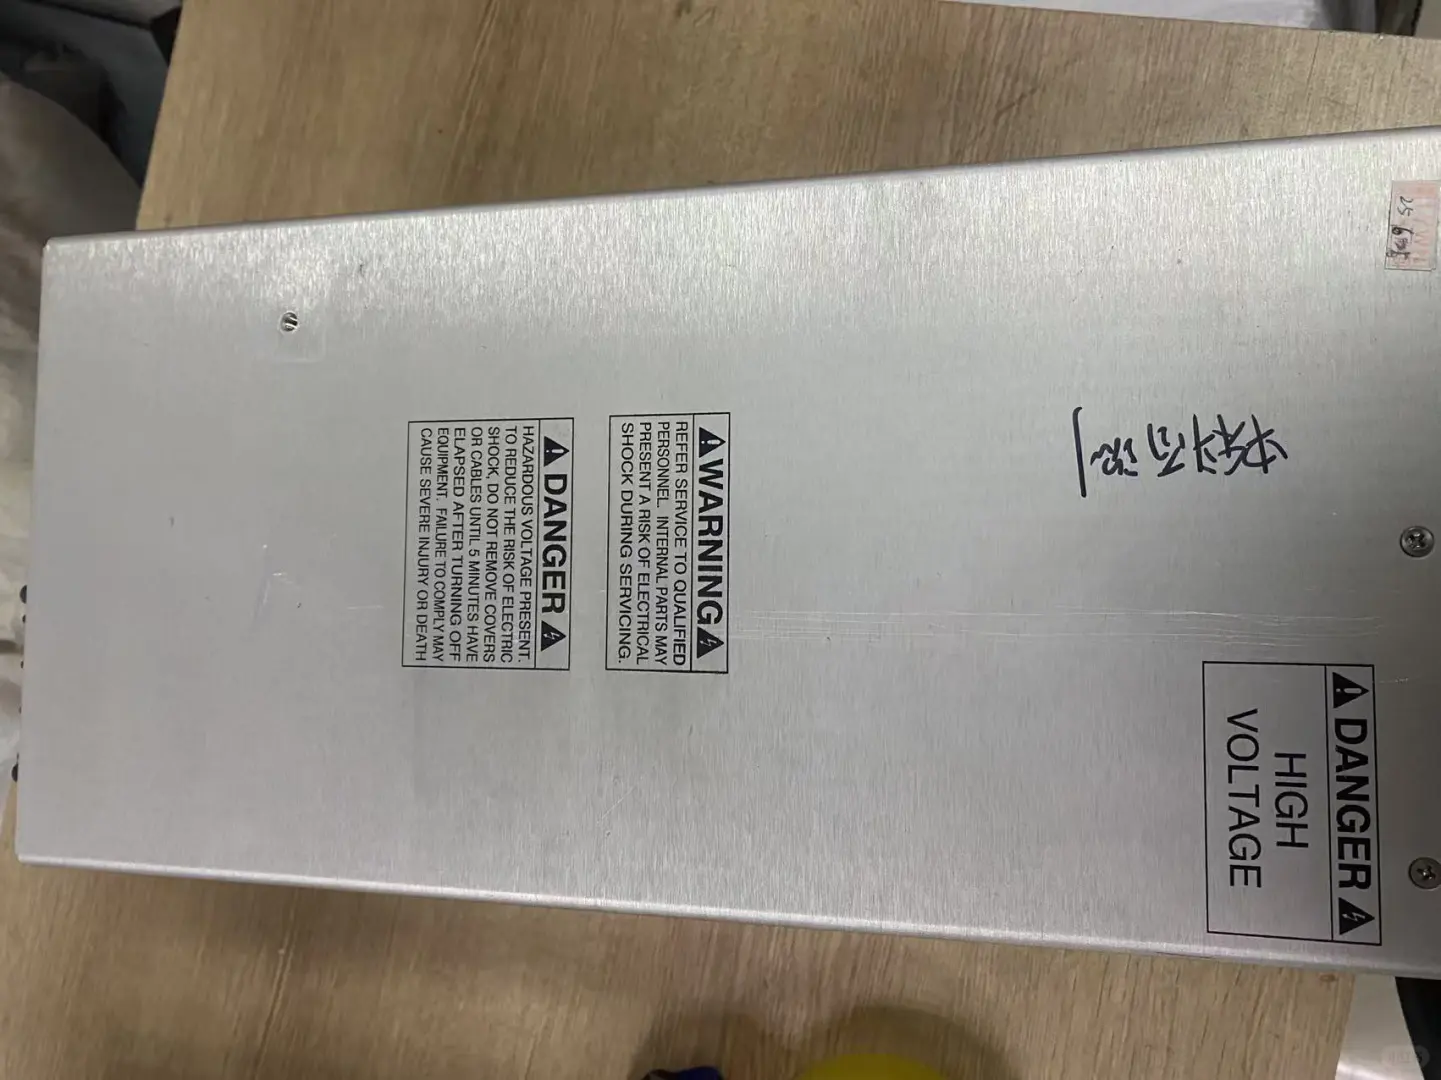 ⚠DANGER⚠
HIGH
VOLTAGE
⚠WARNING⚠
REFER SERVICE TO QUALIFIED
PERSONNEL. INTERNAL PARTS MAY
PRESENT A RISK OF ELECTRICAL
SHOCK DURING SERVICING.
⚠DANGER⚠
HAZARDOUS VOLTAGE PRESENT.
TO REDUCE THE RISK OF ELECTRIC
SHOCK, DO NOT REMOVE COVERS
OR CABLES UNTIL 5 MINUTES HAVE
ELAPSED AFTER TURNING OFF
EQUIPMENT. FAILURE TO COMPLY MAY
CAUSE SEVERE INJURY OR DEATH
25